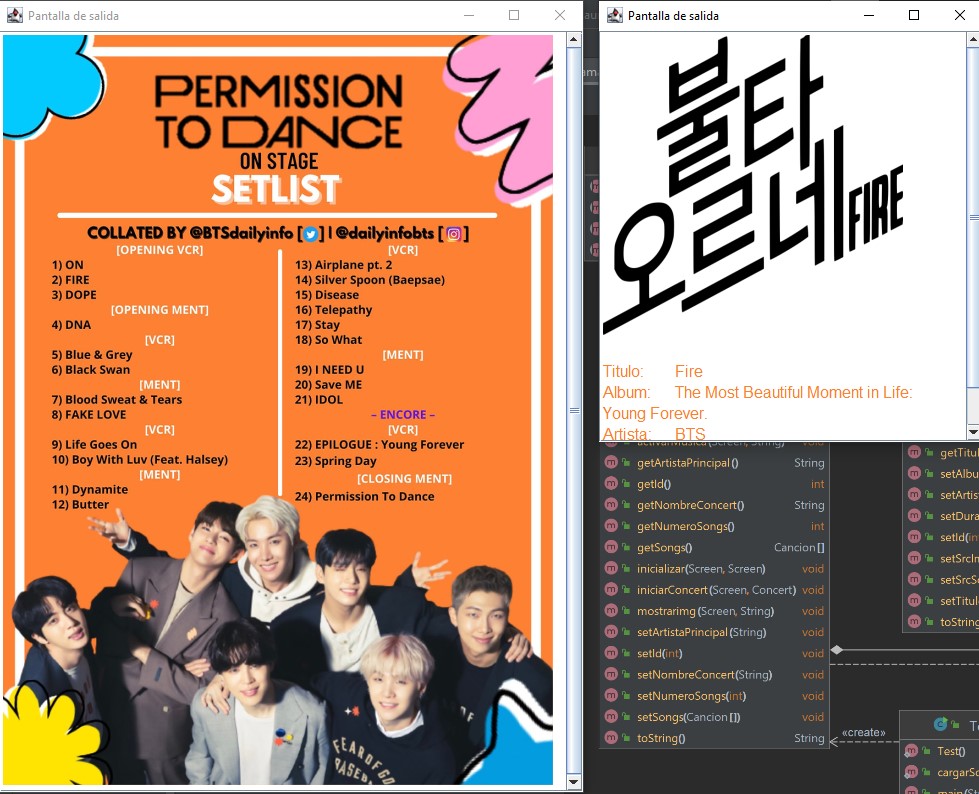 Pantalla de salida
PERMISSION
TO DANCE
ON STAGE
SETLIST
COLLATED BY @BTSdailyinfo [ ] | @dailyinfobts [ ]
[OPENING VCR]
1) ON
2) FIRE
3) DOPE
[OPENING MENT]
4) DNA
[VCR]
5) Blue & Grey
6) Black Swan
[MENT]
7) Blood Sweat & Tears
8) FAKE LOVE
[VCR]
9) Life Goes On
10) Boy With Luv (Feat. Halsey)
[MENT]
11) Dynamite
12) Butter
[VCR]
13) Airplane pt. 2
14) Silver Spoon (Baepsae)
15) Disease
16) Telepathy
17) Stay
18) So What
[MENT]
19) I NEED U
20) Save ME
21) IDOL
– ENCORE –
[VCR]
22) EPILOGUE : Young Forever
23) Spring Day
[CLOSING MENT]
24) Permission To Dance
Pantalla de salida
불타
오르네 FIRE
Titulo: Fire
Album: The Most Beautiful Moment in Life:
Young Forever.
Artista: BTS
activarMusica(Screen, String) void
getArtistaPrincipal() String
getId() int
getNombreConcert() String
getNumeroSongs() int
getSongs() Cancion[]
inicializar(Screen, Screen) void
iniciarConcert(Screen, Concert) void
mostrarimg(Screen, String) void
setArtistaPrincipal(String) void
setId(int) void
setNombreConcert(String) void
setNumeroSongs(int) void
setSongs(Cancion[]) void
toString() String
«create»
getTitul
setAlbu
setArtis
setDura
setId(in
setSrcIm
setSrcSo
setTitul
toString
Te
Test()
cargarSo
main(St